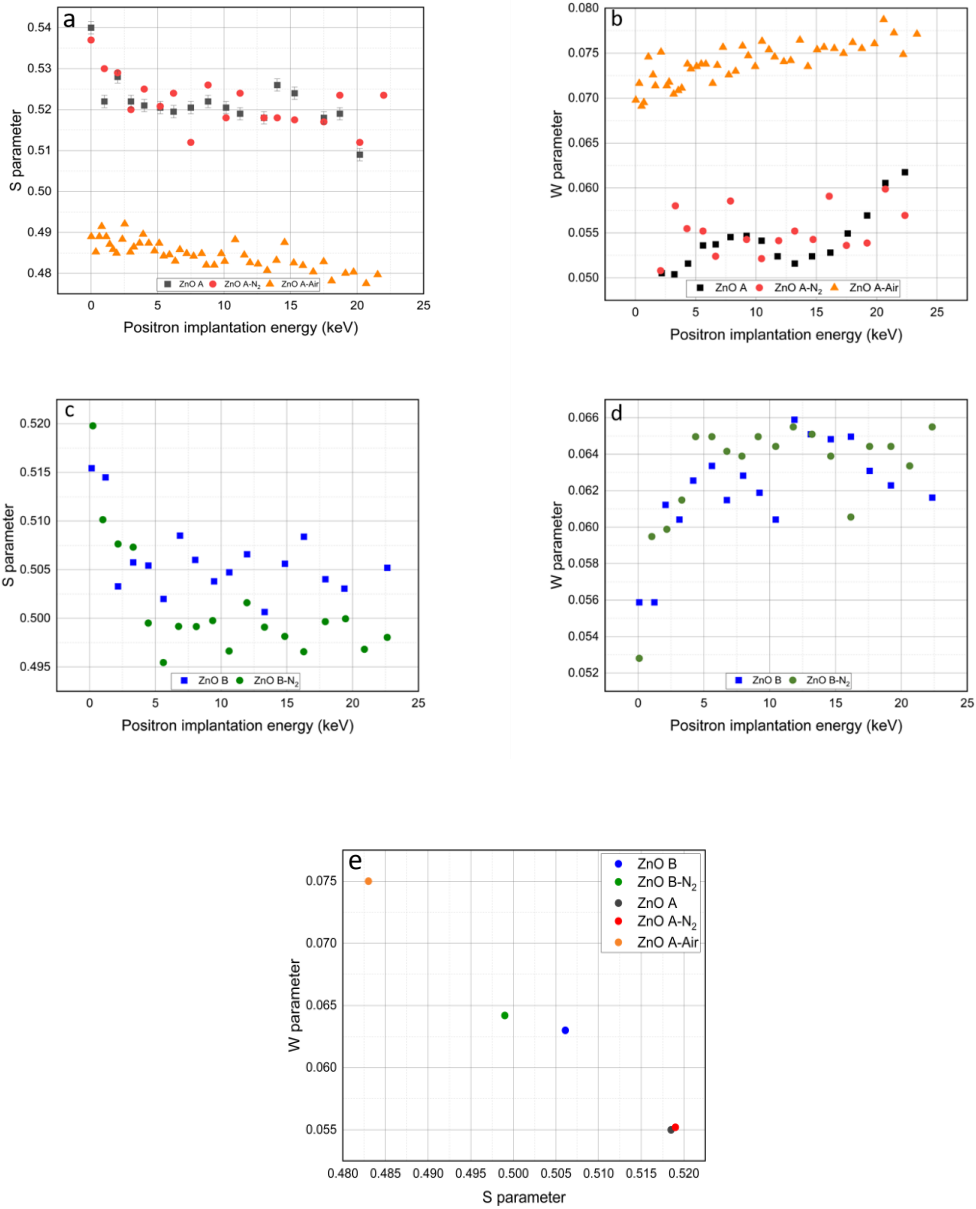 a
S parameter
0.54
0.53
0.52
0.51
0.50
0.49
0.48
ZnO A ZnO A-N₂ ZnO A-Air
0 5 10 15 20 25
Positron implantation energy (keV)
b
W parameter
0.080
0.075
0.070
0.065
0.060
0.055
0.050
ZnO A ZnO A-N₂ ZnO A-Air
0 5 10 15 20 25
Positron implantation energy (keV)
c
S parameter
0.520
0.515
0.510
0.505
0.500
0.495
ZnO B ZnO B-N₂
0 5 10 15 20 25
Positron implantation energy (keV)
d
W parameter
0.066
0.064
0.062
0.060
0.058
0.056
0.054
0.052
ZnO B ZnO B-N₂
0 5 10 15 20 25
Positron implantation energy (keV)
e
ZnO B
ZnO B-N₂
ZnO A
ZnO A-N₂
ZnO A-Air
W parameter
0.075
0.070
0.065
0.060
0.055
0.480 0.485 0.490 0.495 0.500 0.505 0.510 0.515 0.520
S parameter